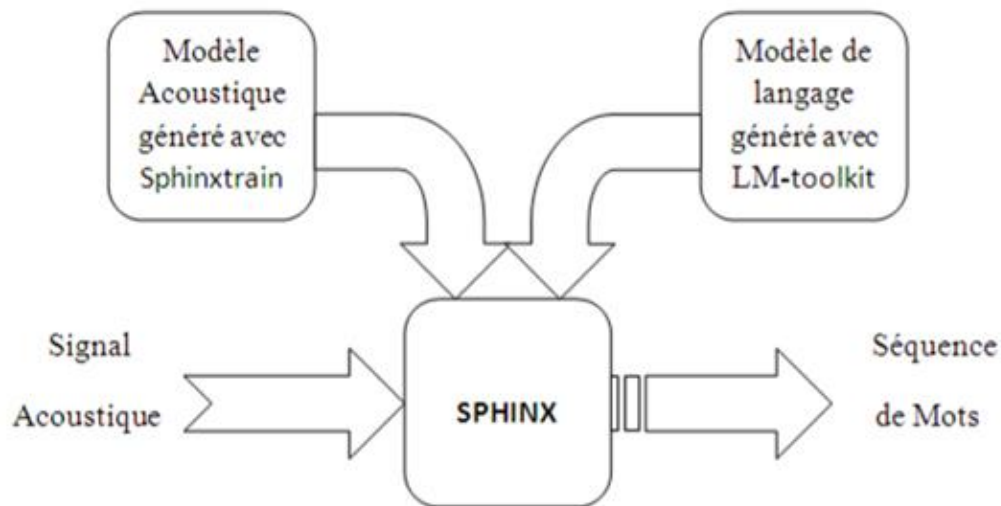 Modèle
Acoustique
généré avec
Sphinxtrain
Modèle de
langage
généré avec
LM-toolkit
Signal
Acoustique
SPHINX
Séquence
de Mots